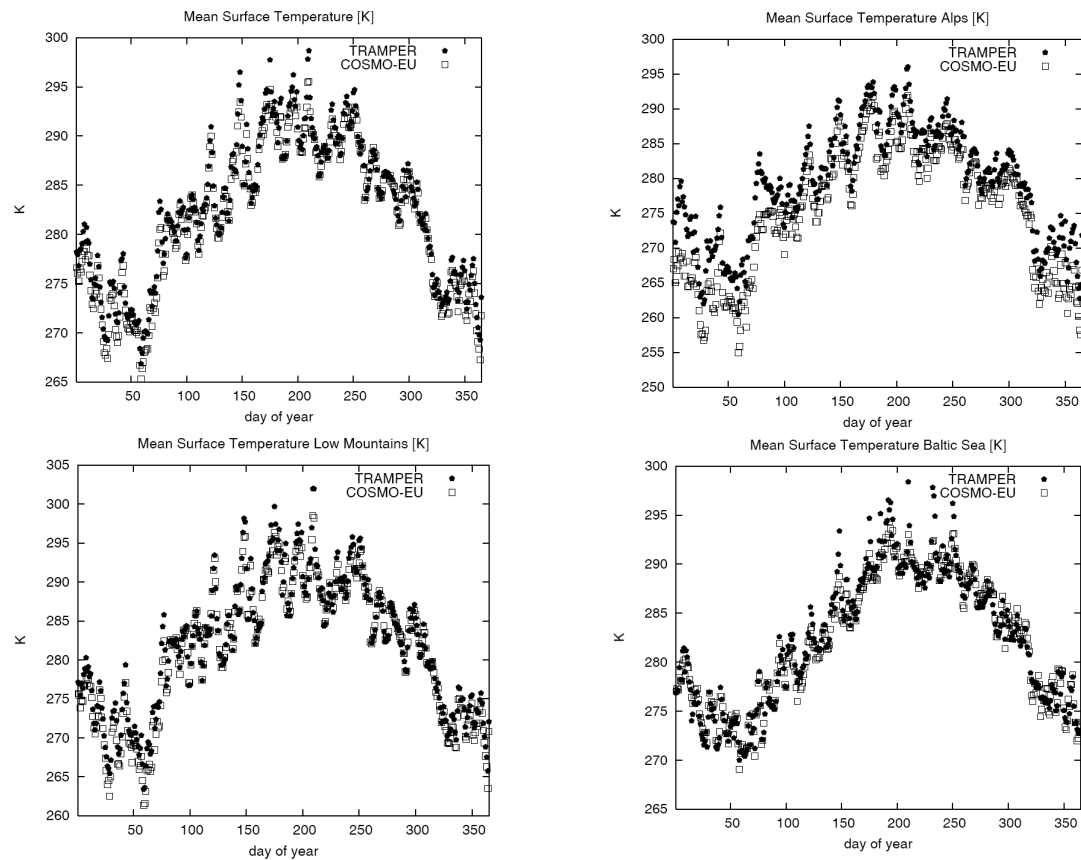 Mean Surface Temperature [K]
300
295
290
285
280
275
270
265
K
TRAMPER
COSMO-EU
50 100 150 200 250 300 350
day of year
Mean Surface Temperature Alps [K]
300
295
290
285
280
275
270
265
260
255
250
K
TRAMPER
COSMO-EU
50 100 150 200 250 300 350
day of year
Mean Surface Temperature Low Mountains [K]
305
300
295
290
285
280
275
270
265
260
K
TRAMPER
COSMO-EU
50 100 150 200 250 300 350
day of year
Mean Surface Temperature Baltic Sea [K]
300
295
290
285
280
275
270
265
K
TRAMPER
COSMO-EU
50 100 150 200 250 300 350
day of year